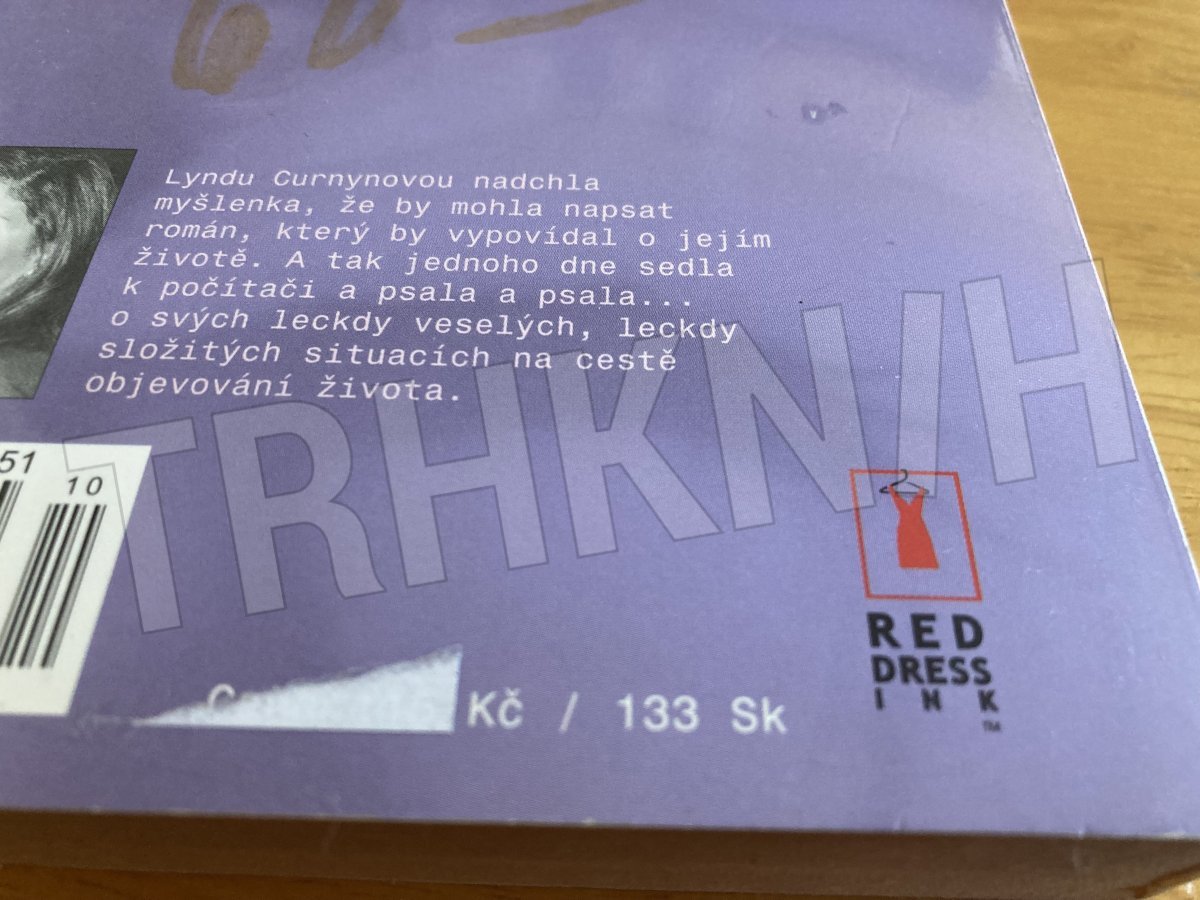 Lyndu Curnynovou nadchla
myšlenka, že by mohla napsat
román, který by vypovídal o jejím
životě. A tak jednoho dne sedla
k počítači a psala a psala...
o svých leckdy veselých, leckdy
složitých situacích na cestě
objevování života.
51
10
TRHKNIH
RED
DRESS
INK
TM
Kč / 133 Sk